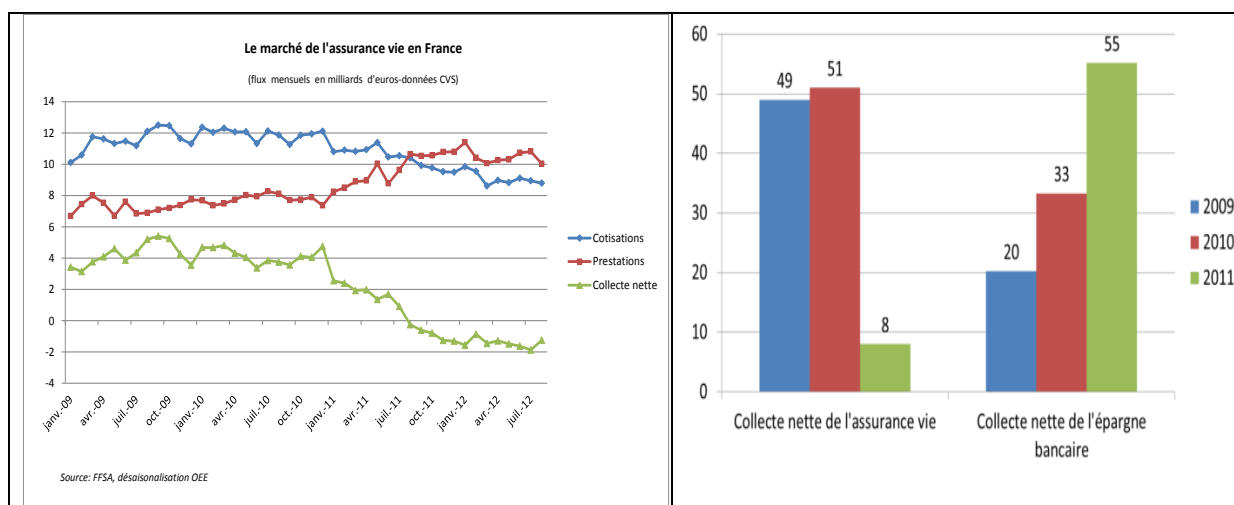 Le marché de l'assurance vie en France
(flux mensuels en milliards d'euros-données CVS)
14
12
10
8
6
4
2
0
-2
-4
janv.-09
avr.-09
juil.-09
oct.-09
janv.-10
avr.-10
juil.-10
oct.-10
janv.-11
avr.-11
juil.-11
oct.-11
janv.-12
avr.-12
juil.-12
Cotisations
Prestations
Collecte nette
Source: FFSA, désaisonalisation OEE
60
50
40
30
20
10
0
49
51
8
20
33
55
Collecte nette de l'assurance vie
Collecte nette de l'épargne
bancaire
2009
2010
2011